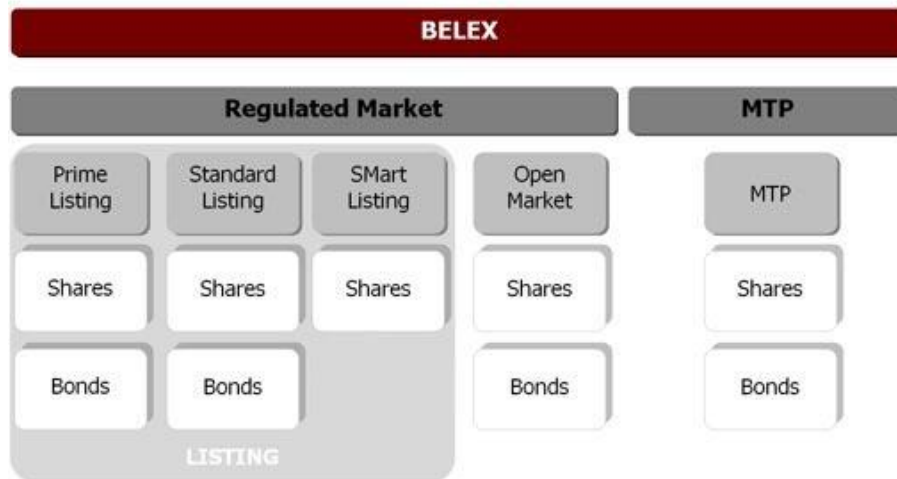 BELEX
Regulated Market
MTP
Prime
Listing
Standard
Listing
SMart
Listing
Open
Market
MTP
Shares
Shares
Shares
Shares
Shares
Bonds
Bonds
Bonds
Bonds
LISTING